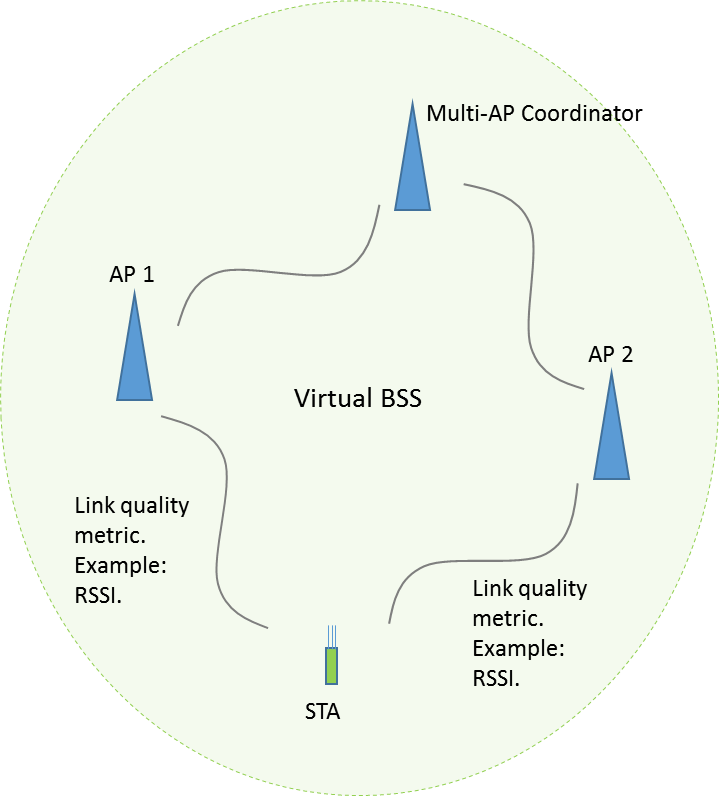 Multi-AP Coordinator
AP 1
AP 2
Virtual BSS
Link quality
metric.
Example:
RSSI.
Link quality
metric.
Example:
RSSI.
STA